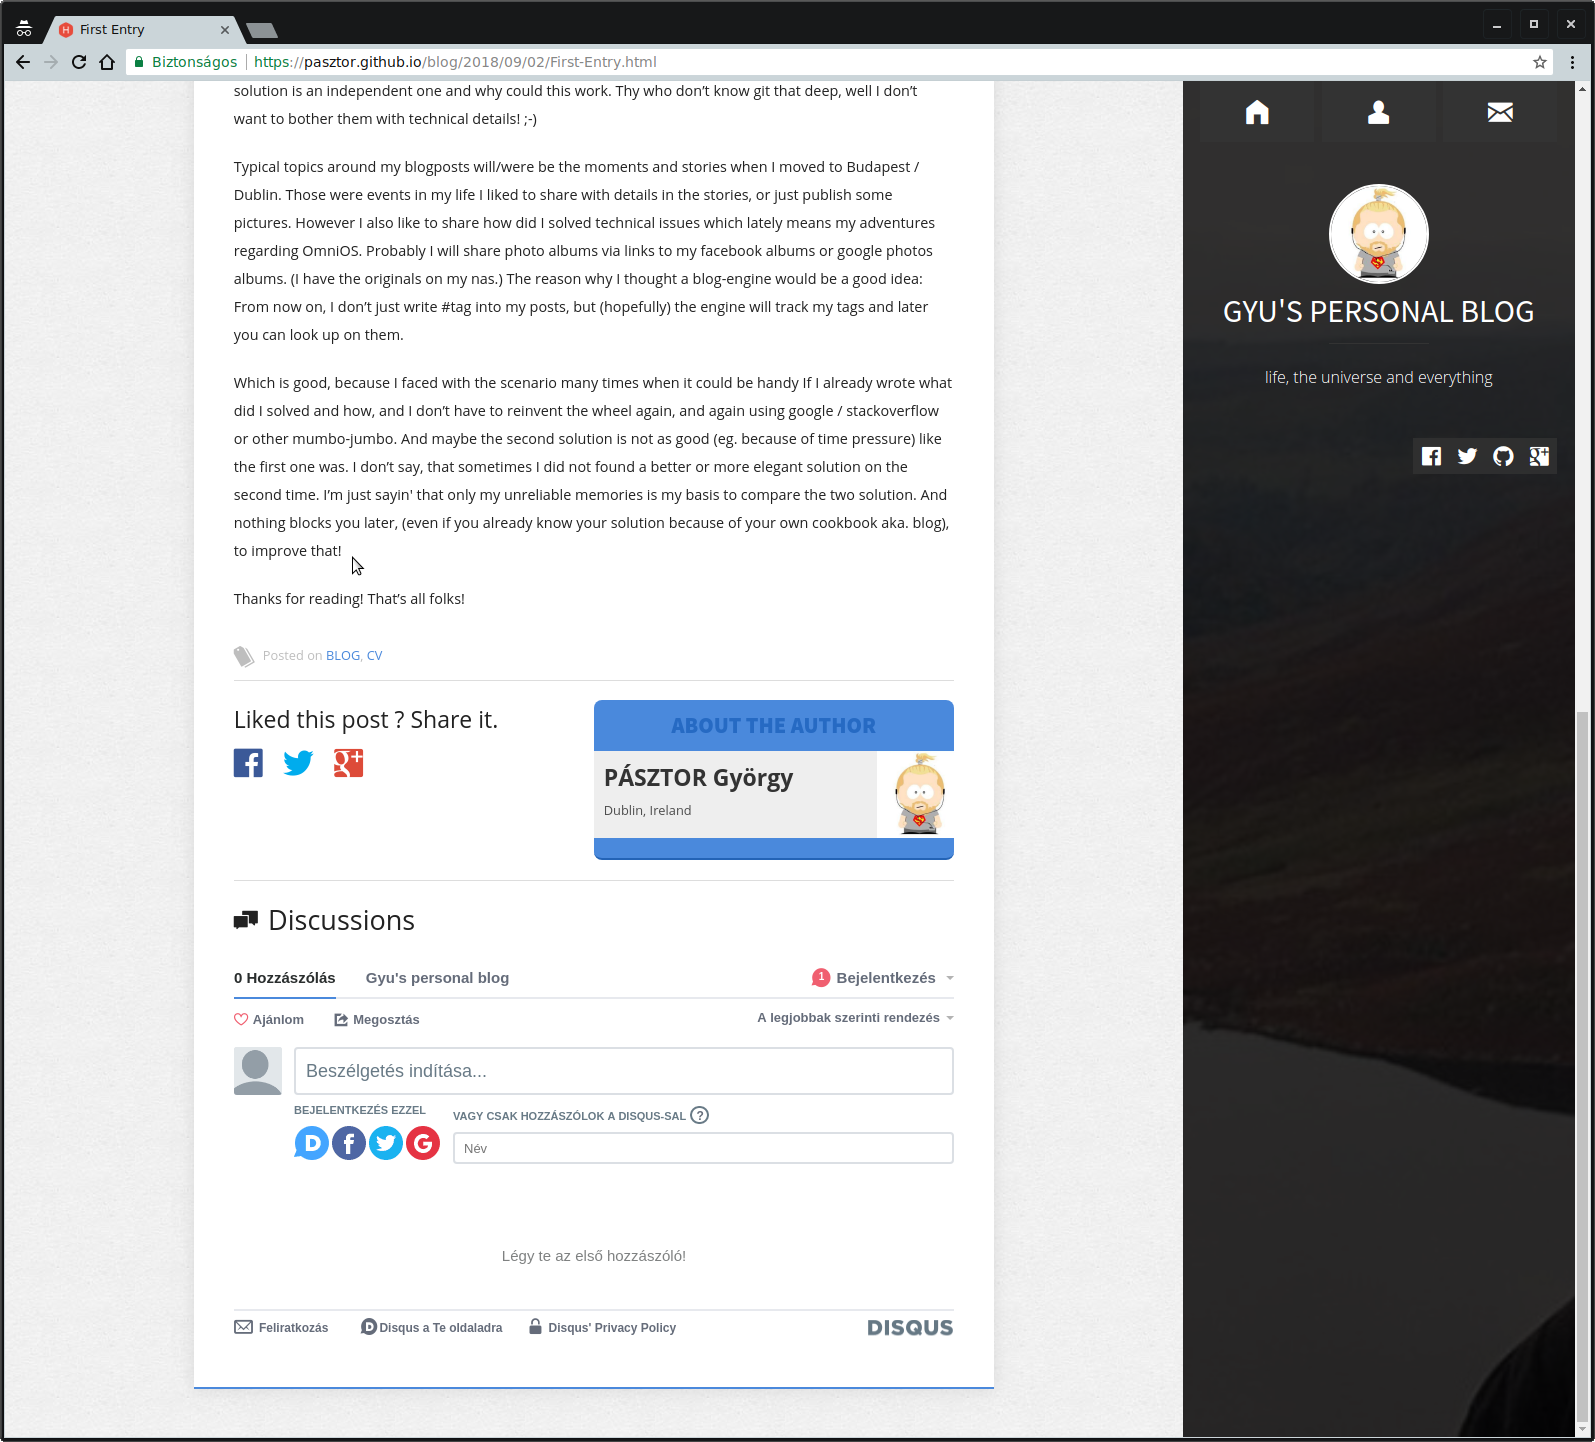 First Entry
Biztonságos
https://pasztor.github.io/blog/2018/09/02/First-Entry.html
solution is an independent one and why could this work. Thy who don’t know git that deep, well I don’t
want to bother them with technical details! ;-)
Typical topics around my blogposts will/were be the moments and stories when I moved to Budapest /
Dublin. Those were events in my life I liked to share with details in the stories, or just publish some
pictures. However I also like to share how did I solved technical issues which lately means my adventures
regarding OmniOS. Probably I will share photo albums via links to my facebook albums or google photos
albums. (I have the originals on my nas.) The reason why I thought a blog-engine would be a good idea:
From now on, I don’t just write #tag into my posts, but (hopefully) the engine will track my tags and later
you can look up on them.
Which is good, because I faced with the scenario many times when it could be handy If I already wrote what
did I solved and how, and I don’t have to reinvent the wheel again, and again using google / stackoverflow
or other mumbo-jumbo. And maybe the second solution is not as good (eg. because of time pressure) like
the first one was. I don’t say, that sometimes I did not found a better or more elegant solution on the
second time. I’m just sayin' that only my unreliable memories is my basis to compare the two solution. And
nothing blocks you later, (even if you already know your solution because of your own cookbook aka. blog),
to improve that!
Thanks for reading! That’s all folks!
Posted on BLOG, CV
Liked this post ? Share it.
ABOUT THE AUTHOR
PÁSZTOR György
Dublin, Ireland
Discussions
0 Hozzászólás
Gyu's personal blog
1
Bejelentkezés
Ajánlom
Megosztás
A legjobbak szerinti rendezés
Beszélgetés indítása...
BEJELENTKEZÉS EZZEL
VAGY CSAK HOZZÁSZÓLOK A DISQUS-SAL ?
Név
Légy te az első hozzászóló!
Feliratkozás
Disqus a Te oldaladra
Disqus' Privacy Policy
DISQUS
GYU'S PERSONAL BLOG
life, the universe and everything